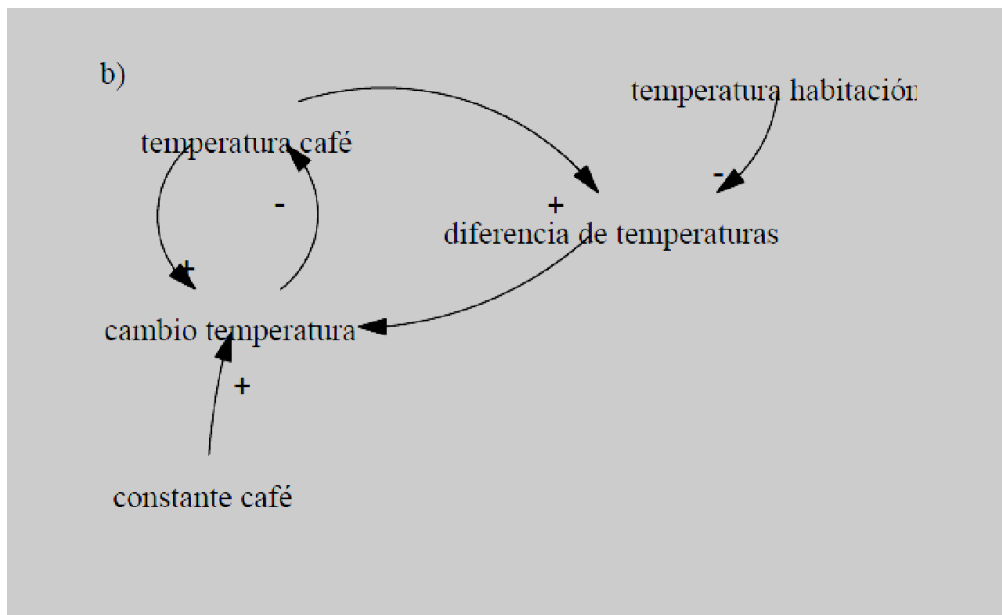 b)
temperatura habitación
temperatura café
-
-
+
diferencia de temperaturas
+
cambio temperatura
+
constante café